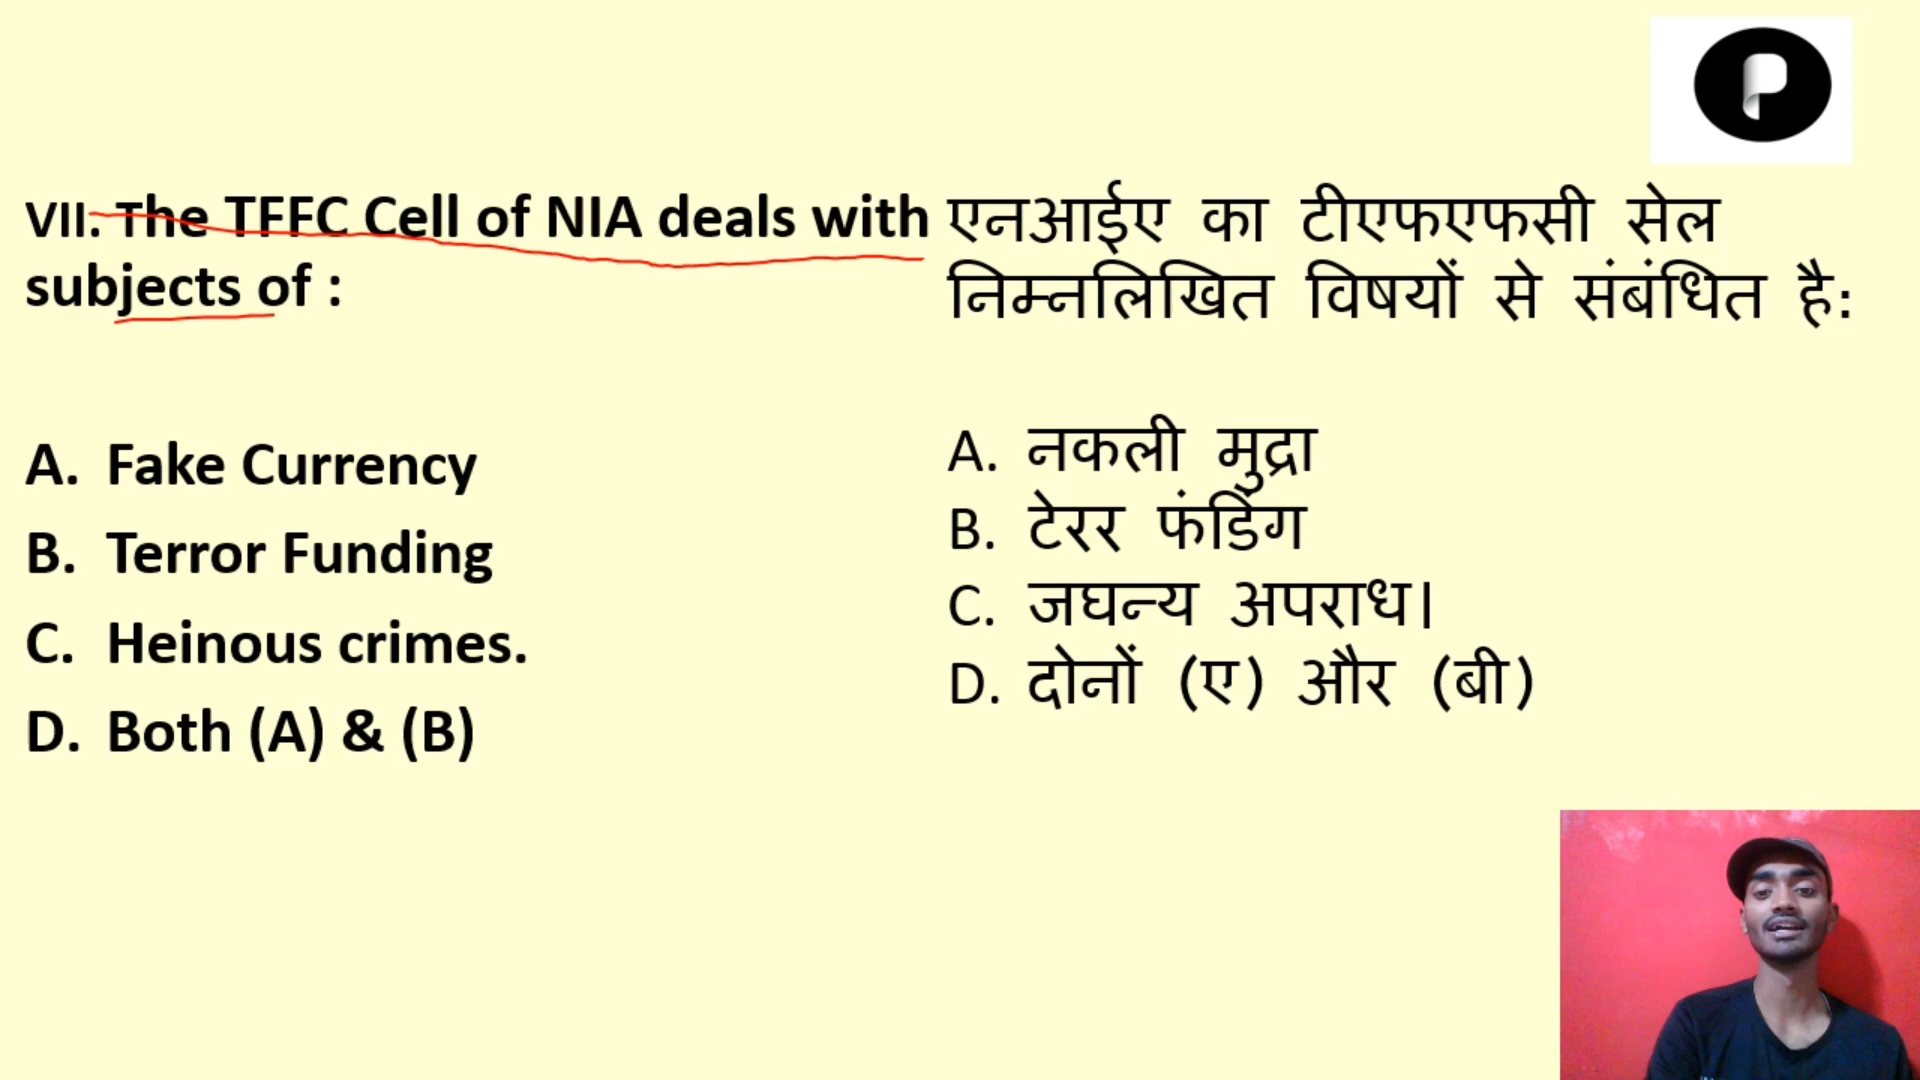 VII. The TFFC Cell of NIA deals with
subjects of :
A. Fake Currency
B. Terror Funding
C. Heinous crimes.
D. Both (A) & (B)
एनआईए का टीएफएफसी सेल
निम्नलिखित विषयों से संबंधित है:
A. नकली मुद्रा
B. टेरर फंडिंग
C. जघन्य अपराध।
D. दोनों (ए) और (बी)
P